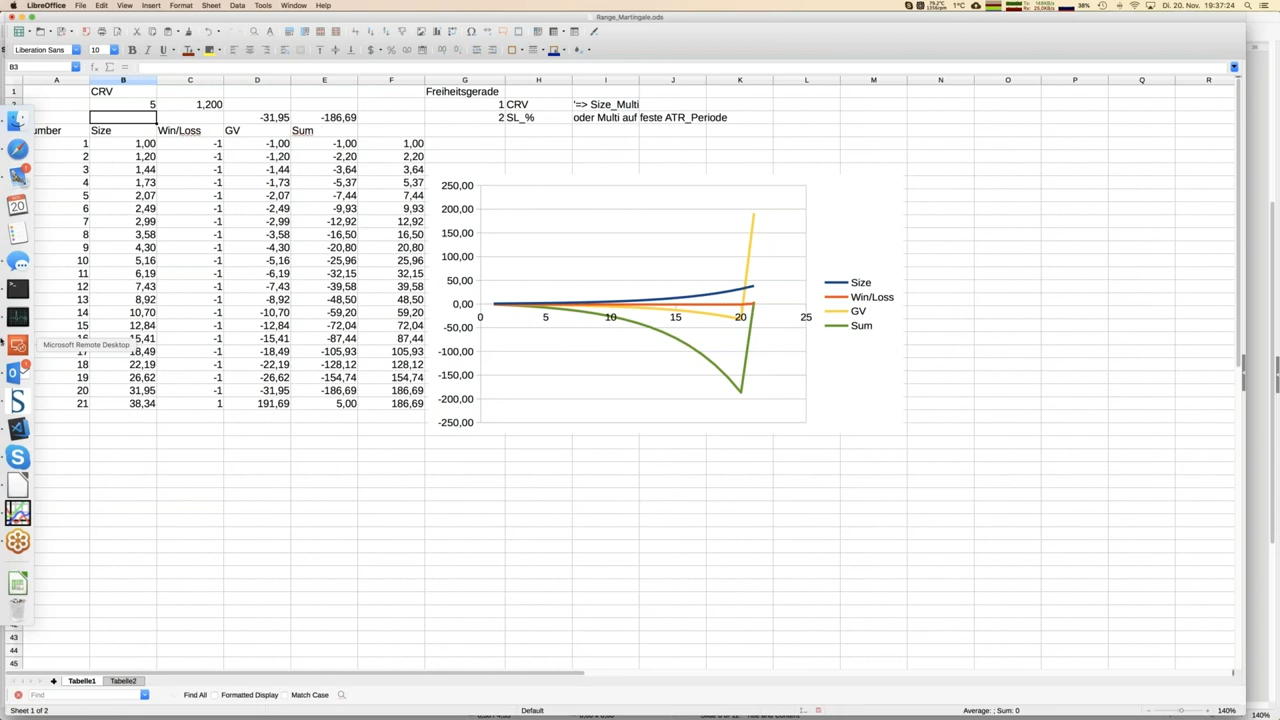 LibreOffice File Edit View Insert Format Sheet Data Tools Window Help 79.2°C 1356rpm 1°C 38% Di. 20. Nov. 19:37:24
Range_Martingale.ods
Liberation Sans 10
B3
A B C D E F G H I J K L M N O P Q R
1 CRV Freiheitsgerade
5 1,200 1 CRV '=> Size_Multi
-31,95 -186,69 2 SL_% oder Multi auf feste ATR_Periode
umber Size Win/Loss GV Sum
1 1,00 -1 -1,00 -1,00 1,00
2 1,20 -1 -1,20 -2,20 2,20
3 1,44 -1 -1,44 -3,64 3,64
4 1,73 -1 -1,73 -5,37 5,37
5 2,07 -1 -2,07 -7,44 7,44
6 2,49 -1 -2,49 -9,93 9,93
7 2,99 -1 -2,99 -12,92 12,92
8 3,58 -1 -3,58 -16,50 16,50
9 4,30 -1 -4,30 -20,80 20,80
10 5,16 -1 -5,16 -25,96 25,96
11 6,19 -1 -6,19 -32,15 32,15
12 7,43 -1 -7,43 -39,58 39,58
13 8,92 -1 -8,92 -48,50 48,50
14 10,70 -1 -10,70 -59,20 59,20
15 12,84 -1 -12,84 -72,04 72,04
16 15,41 -1 -15,41 -87,44 87,44
Microsoft Remote Desktop
17 18,49 -1 -18,49 -105,93 105,93
18 22,19 -1 -22,19 -128,12 128,12
19 26,62 -1 -26,62 -154,74 154,74
20 31,95 -1 -31,95 -186,69 186,69
21 38,34 1 191,69 5,00 186,69
250,00
200,00
150,00
100,00
50,00
0,00
-50,00
-100,00
-150,00
-200,00
-250,00
0 5 10 15 20 25
Size
Win/Loss
GV
Sum
43
44
45
Tabelle1 Tabelle2
Find Find All Formatted Display Match Case
Sheet 1 of 2 Default Average: ; Sum: 0 140%
140%